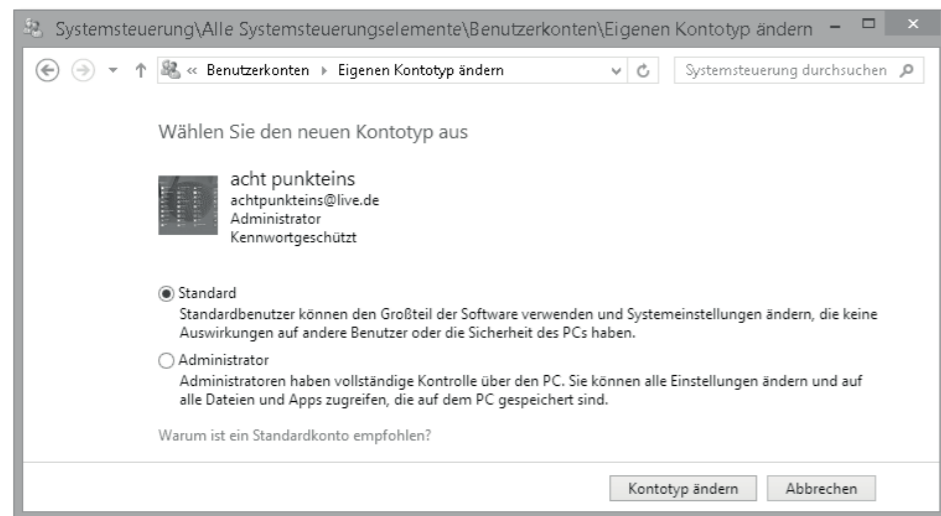 Systemsteuerung\Alle Systemsteuerungselemente\Benutzerkonten\Eigenen Kontotyp ändern
« Benutzerkonten Eigenen Kontotyp ändern
Systemsteuerung durchsuchen
Wählen Sie den neuen Kontotyp aus
acht punkteins
achtpunkteins@live.de
Administrator
Kennwortgeschützt
Standard
Standardbenutzer können den Großteil der Software verwenden und Systemeinstellungen ändern, die keine
Auswirkungen auf andere Benutzer oder die Sicherheit des PCs haben.
Administrator
Administratoren haben vollständige Kontrolle über den PC. Sie können alle Einstellungen ändern und auf
alle Dateien und Apps zugreifen, die auf dem PC gespeichert sind.
Warum ist ein Standardkonto empfohlen?
Kontotyp ändern
Abbrechen